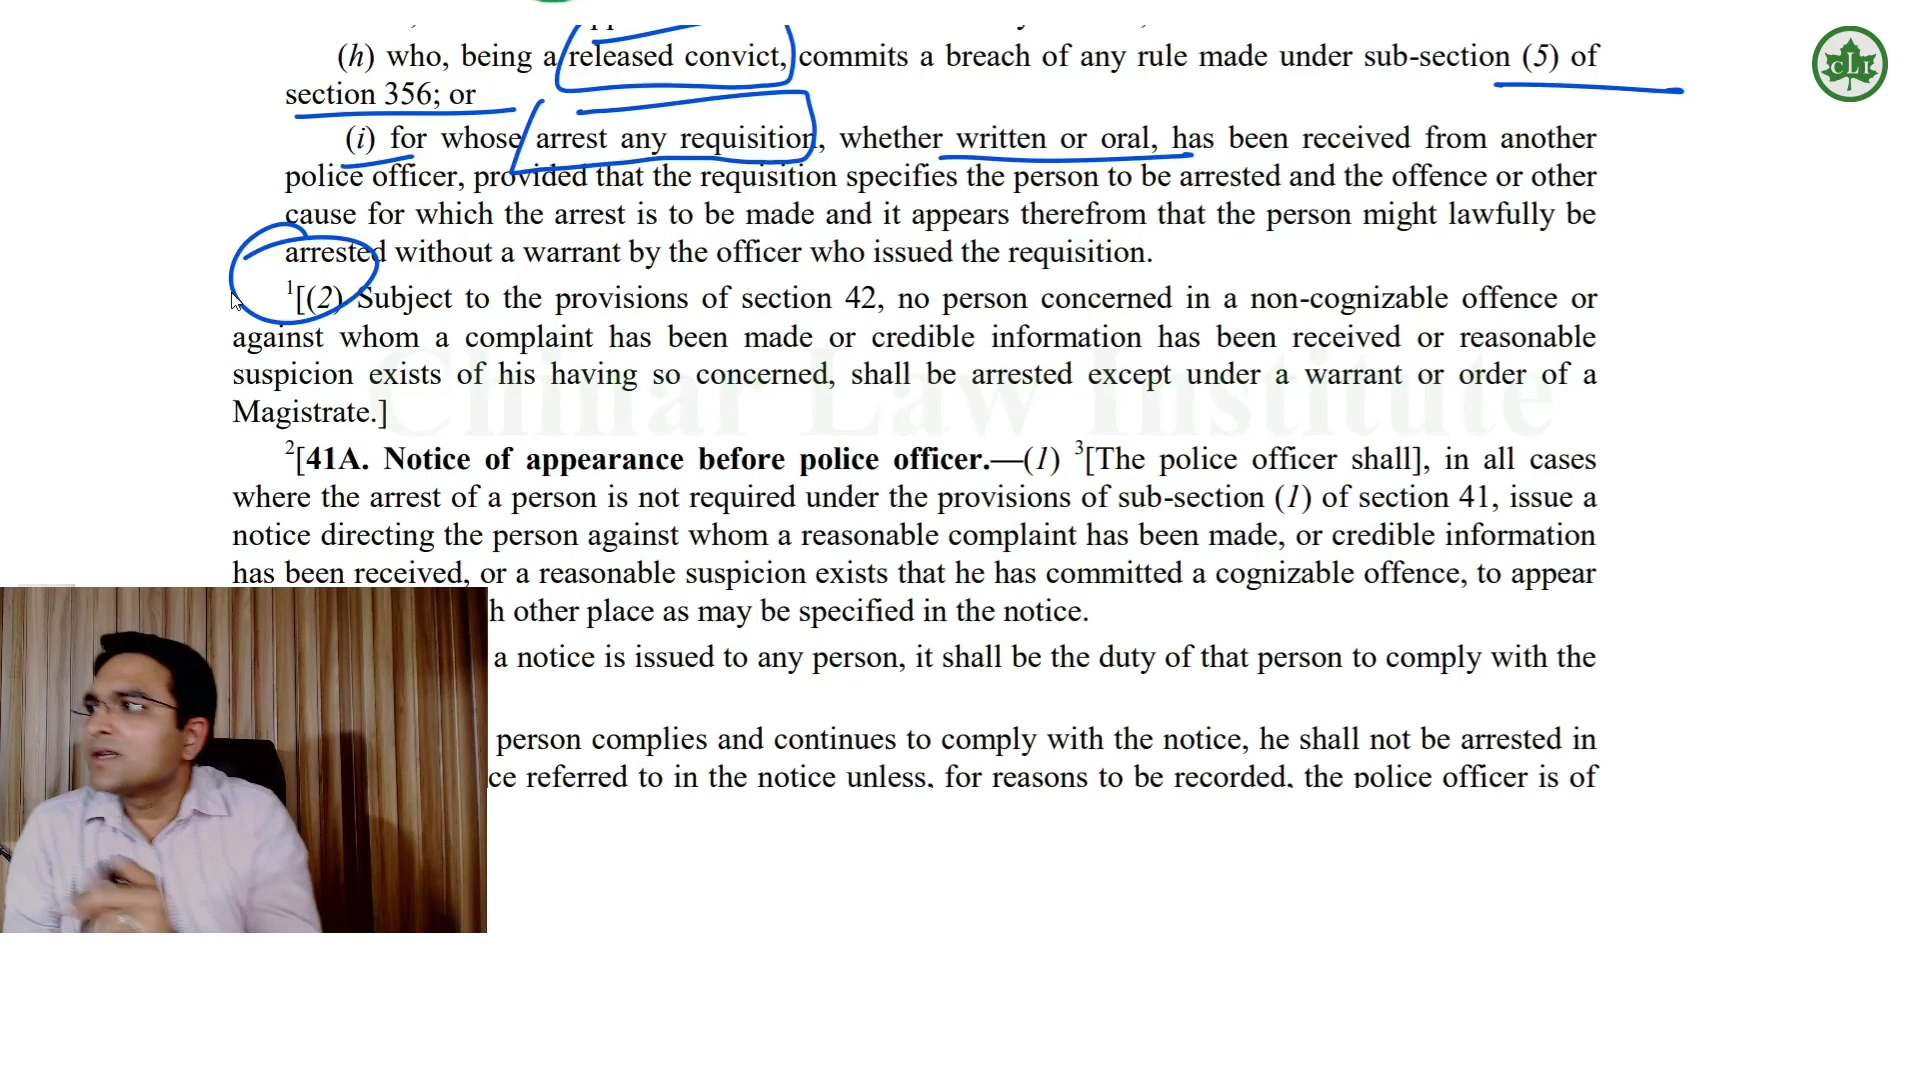 (h) who, being a released convict, commits a breach of any rule made under sub-section (5) of
section 356; or
(i) for whose arrest any requisition, whether written or oral, has been received from another
police officer, provided that the requisition specifies the person to be arrested and the offence or other
cause for which the arrest is to be made and it appears therefrom that the person might lawfully be
arrested without a warrant by the officer who issued the requisition.
1[(2) Subject to the provisions of section 42, no person concerned in a non-cognizable offence or
against whom a complaint has been made or credible information has been received or reasonable
suspicion exists of his having so concerned, shall be arrested except under a warrant or order of a
Magistrate.]
2[41A. Notice of appearance before police officer.—(1) 3[The police officer shall], in all cases
where the arrest of a person is not required under the provisions of sub-section (1) of section 41, issue a
notice directing the person against whom a reasonable complaint has been made, or credible information
has been received, or a reasonable suspicion exists that he has committed a cognizable offence, to appear
h other place as may be specified in the notice.
a notice is issued to any person, it shall be the duty of that person to comply with the
person complies and continues to comply with the notice, he shall not be arrested in
ce referred to in the notice unless, for reasons to be recorded, the police officer is of
Law Institute
CLI